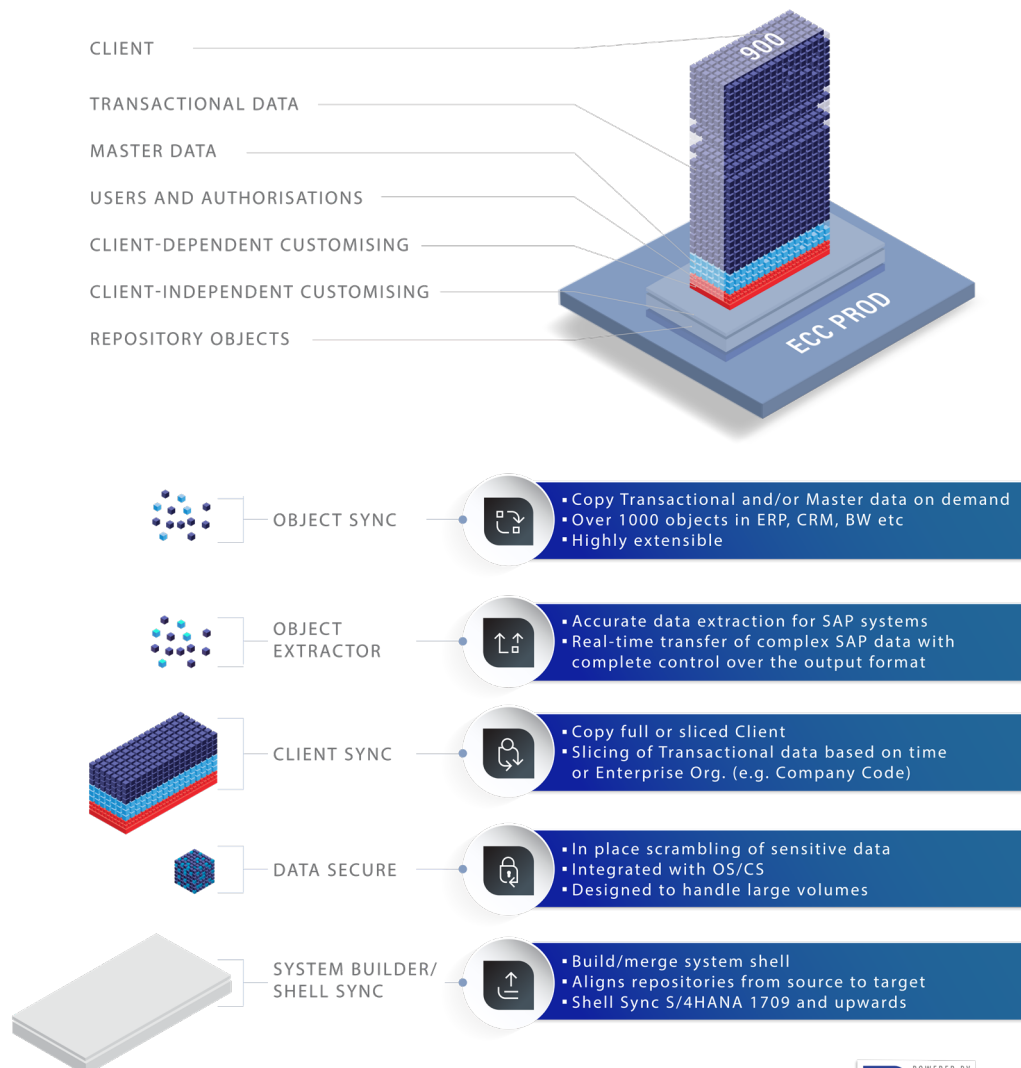 CLIENT
900
TRANSACTIONAL DATA
MASTER DATA
USERS AND AUTHORISATIONS
CLIENT-DEPENDENT CUSTOMISING
CLIENT-INDEPENDENT CUSTOMISING
REPOSITORY OBJECTS
ECC PROD
OBJECT SYNC
▪ Copy Transactional and/or Master data on demand
▪ Over 1000 objects in ERP, CRM, BW etc
▪ Highly extensible
OBJECT
EXTRACTOR
▪ Accurate data extraction for SAP systems
▪ Real-time transfer of complex SAP data with
complete control over the output format
CLIENT SYNC
▪ Copy full or sliced Client
▪ Slicing of Transactional data based on time
or Enterprise Org. (e.g. Company Code)
DATA SECURE
▪ In place scrambling of sensitive data
▪ Integrated with OS/CS
▪ Designed to handle large volumes
SYSTEM BUILDER/
SHELL SYNC
▪ Build/merge system shell
▪ Aligns repositories from source to target
▪ Shell Sync S/4HANA 1709 and upwards
POWERED BY